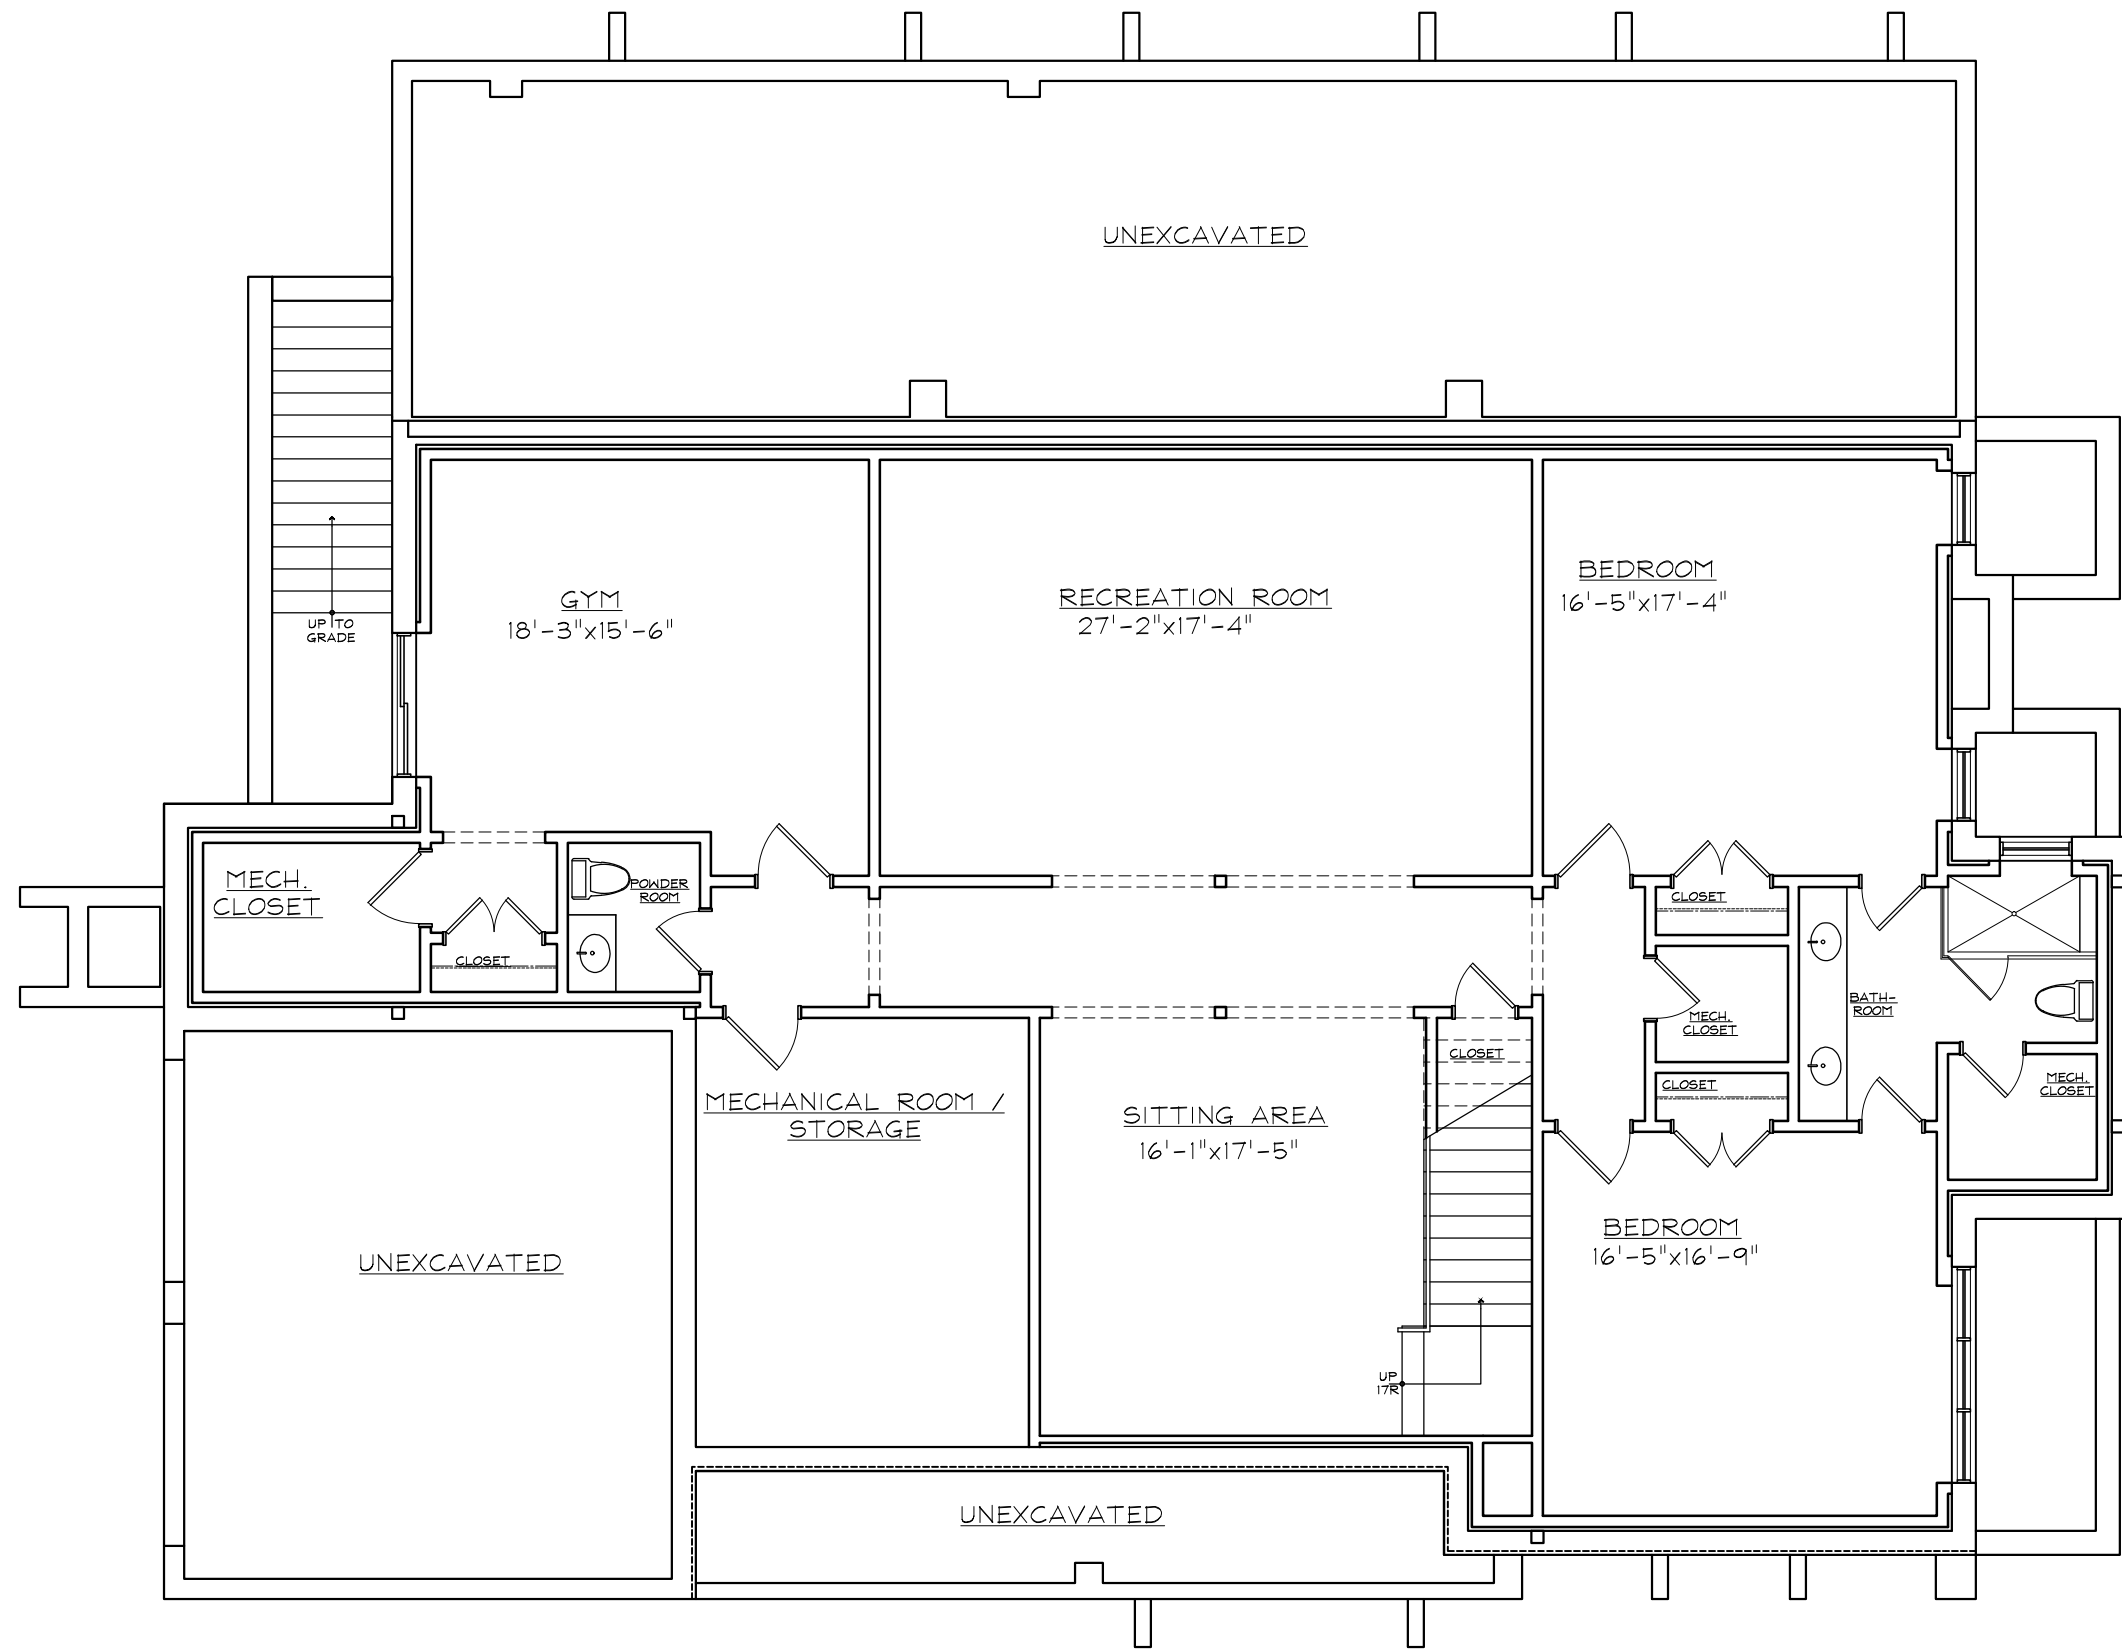 UNEXCAVATED
BEDROOM
16'-5"x17'-4"
GYM
18'-3"x15'-6"
RECREATION ROOM
27'-2"x17'-4"
UP TO
GRADE
MECH.
CLOSET
POWDER
ROOM
CLOSET
CLOSET
BATH-
ROOM
MECH.
CLOSET
CLOSET
CLOSET
MECH.
CLOSET
MECHANICAL ROOM /
STORAGE
SITTING AREA
16'-1"x17'-5"
BEDROOM
16'-5"x16'-9"
UNEXCAVATED
UP
17R
UNEXCAVATED